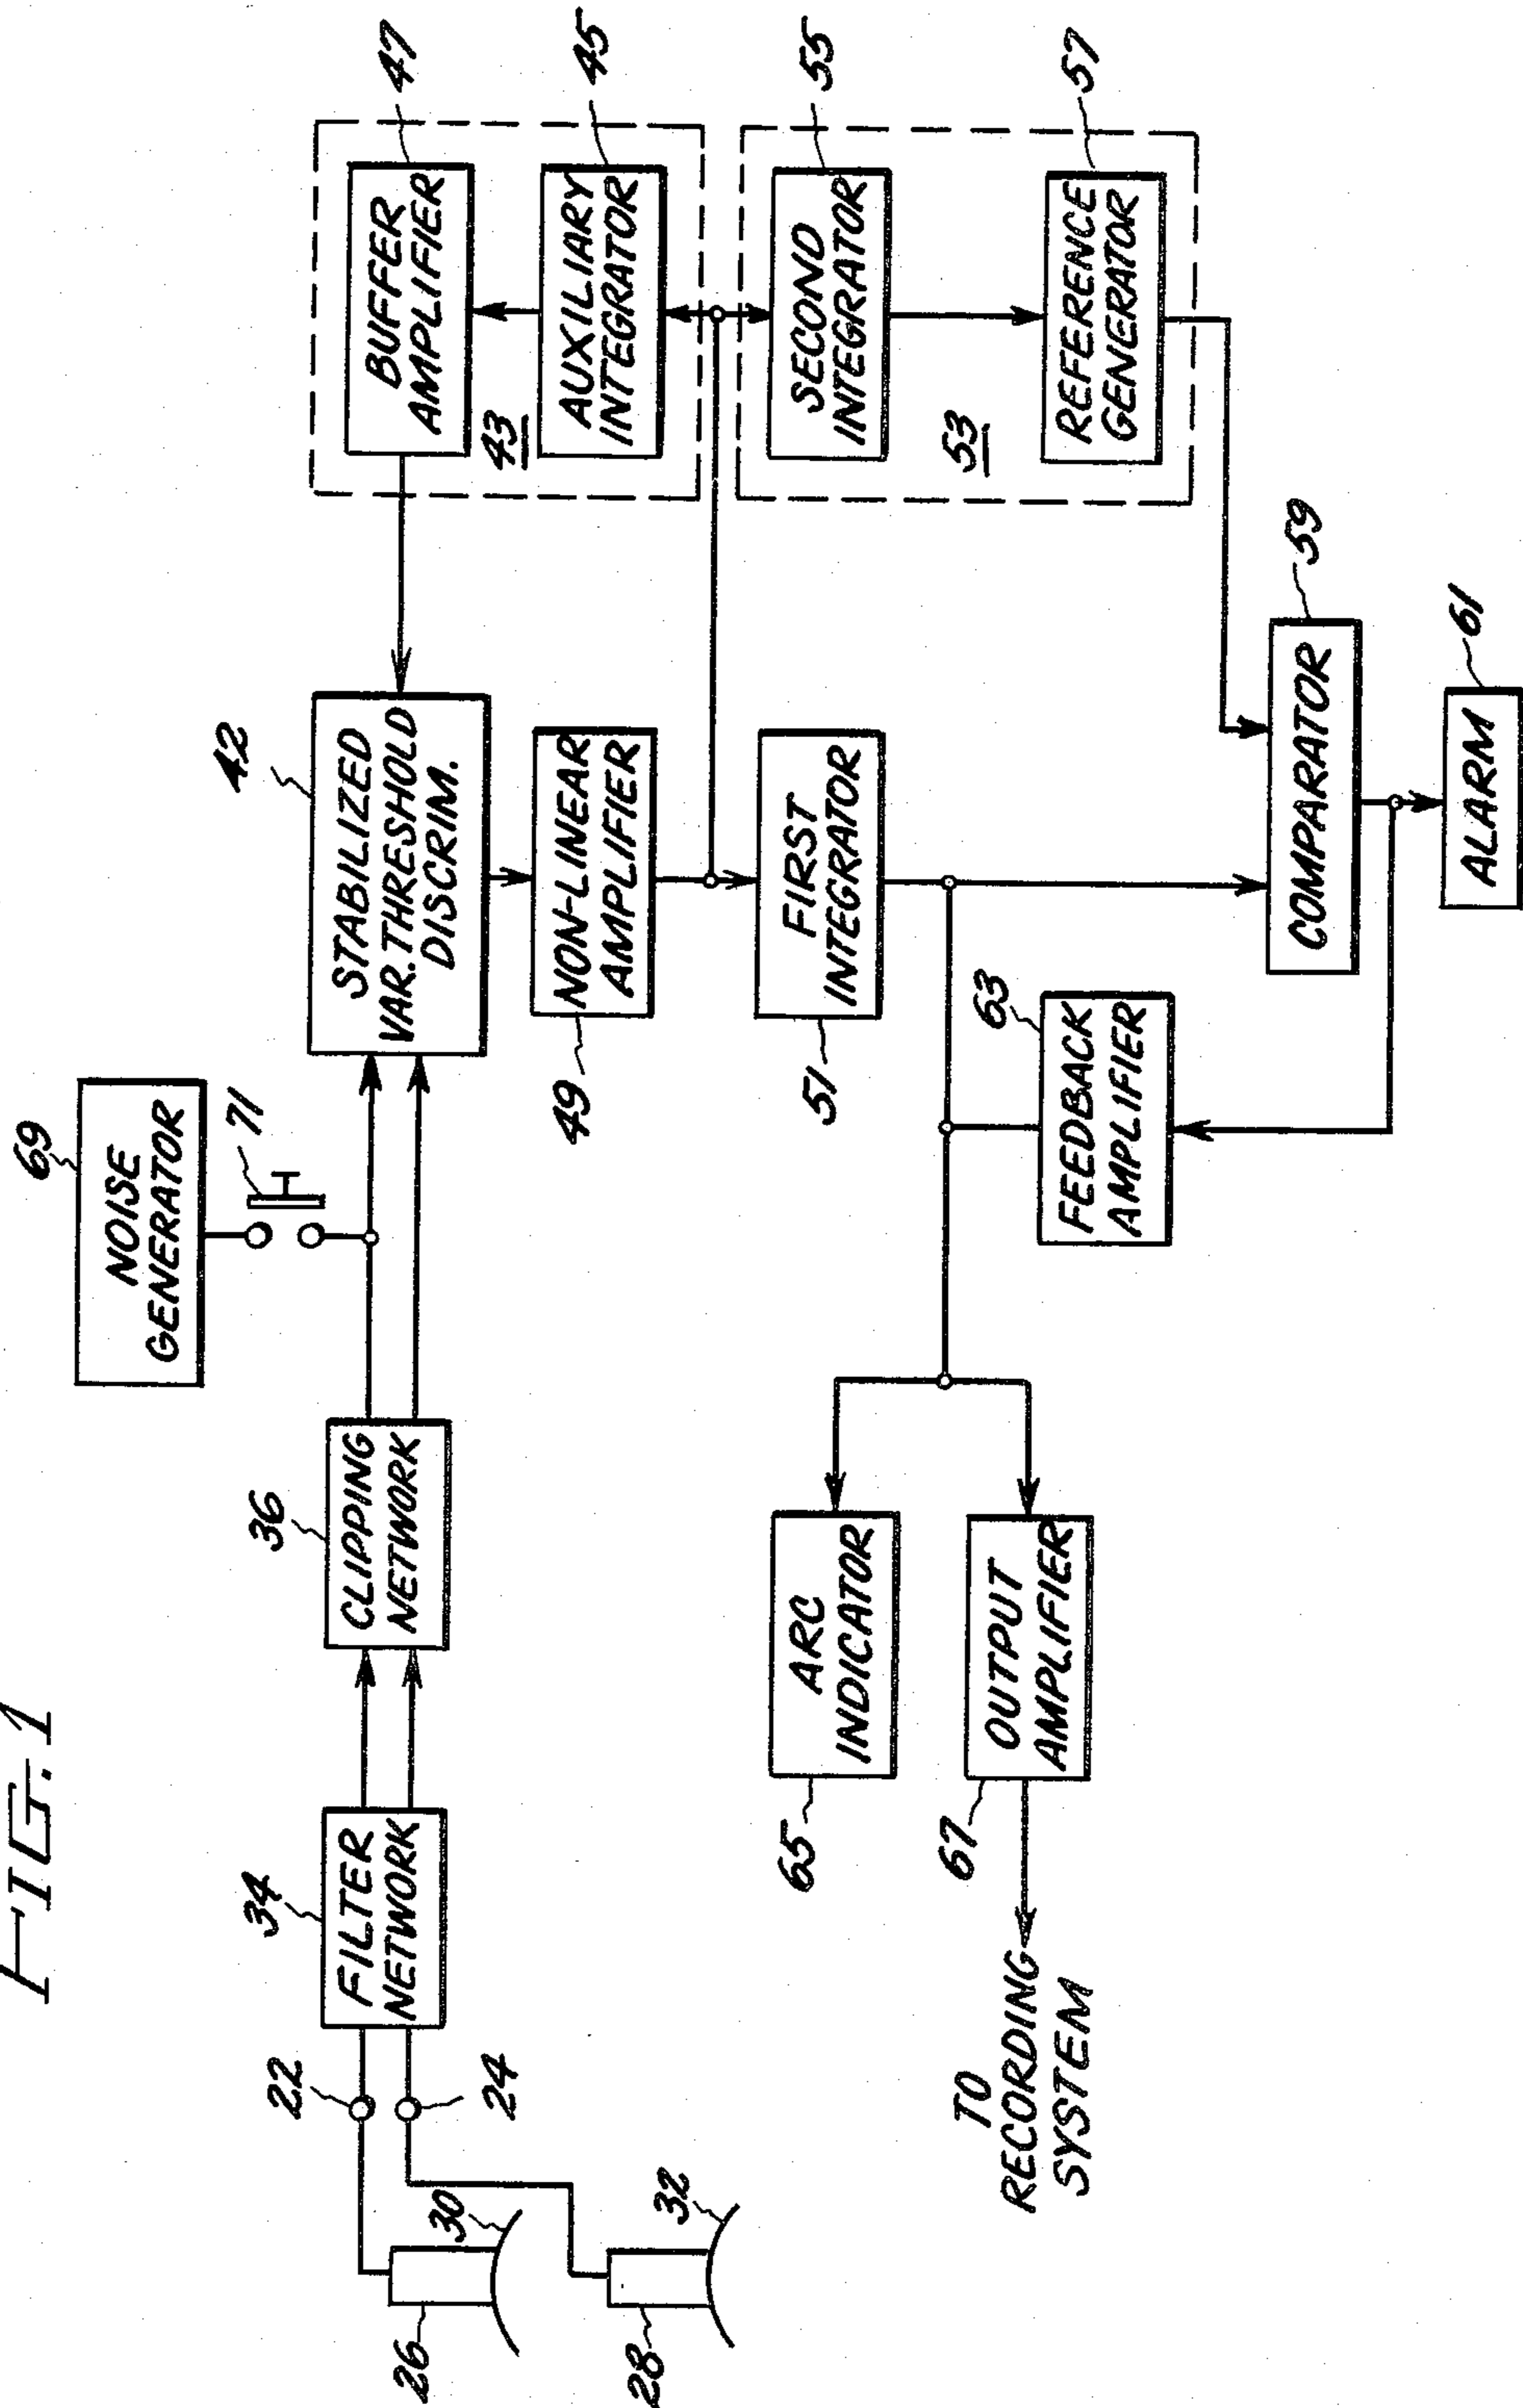 FIG. 1
69
NOISE
GENERATOR
71
22
24
34
FILTER
NETWORK
36
CLIPPING
NETWORK
42
STABILIZED
VAR. THRESHOLD
DISCRIM.
47
BUFFER
AMPLIFIER
43
45
AUXILIARY
INTEGRATOR
26
30
28
32
49
NON-LINEAR
AMPLIFIER
51
FIRST
INTEGRATOR
55
SECOND
INTEGRATOR
53
57
REFERENCE
GENERATOR
65
ARC
INDICATOR
67
OUTPUT
AMPLIFIER
TO
RECORDING
SYSTEM
63
FEEDBACK
AMPLIFIER
59
COMPARATOR
61
ALARM